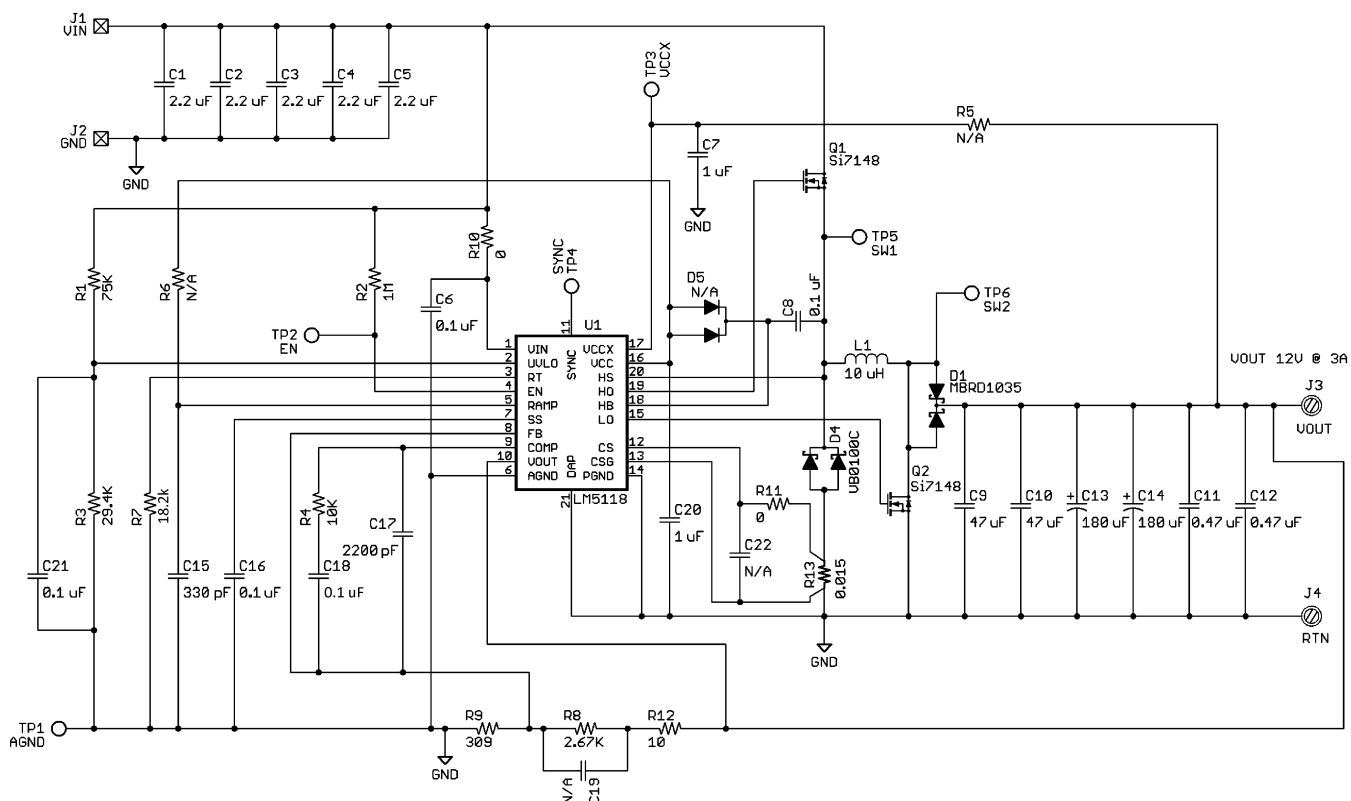 J1
VIN
C1
2.2 uF
C2
2.2 uF
C3
2.2 uF
C4
2.2 uF
C5
2.2 uF
J2
GND
GND
TP3
VCCX
R5
N/A
C7
1 uF
GND
Q1
Si7148
TP5
SW1
R1
75K
R6
N/A
R2
1M
R10
0
SYNC
TP4
C6
0.1 uF
TP2
EN
D5
N/A
C8
0.1 uF
TP6
SW2
U1
11
SYNC
1
VIN
VCCX
17
2
UVLO
VCC
16
3
RT
HS
20
4
EN
HO
19
5
RAMP
HB
18
7
SS
LO
15
8
FB
9
COMP
CS
12
10
VOUT
CSG
13
6
AGND
PGND
14
DAP
21
LM5118
L1
10 uH
D1
MBRD1035
VOUT 12V @ 3A
J3
VOUT
D4
VB0100C
Q2
Si7148
R11
0
C22
N/A
R13
0.015
C20
1 uF
C9
47 uF
C10
47 uF
+
C13
180 uF
+
C14
180 uF
C11
0.47 uF
C12
0.47 uF
J4
RTN
GND
R3
29.4K
R7
18.2k
R4
10K
C17
2200 pF
C21
0.1 uF
C15
330 pF
C16
0.1 uF
C18
0.1 uF
TP1
AGND
R9
309
R8
2.67K
R12
10
GND
N/A
C19